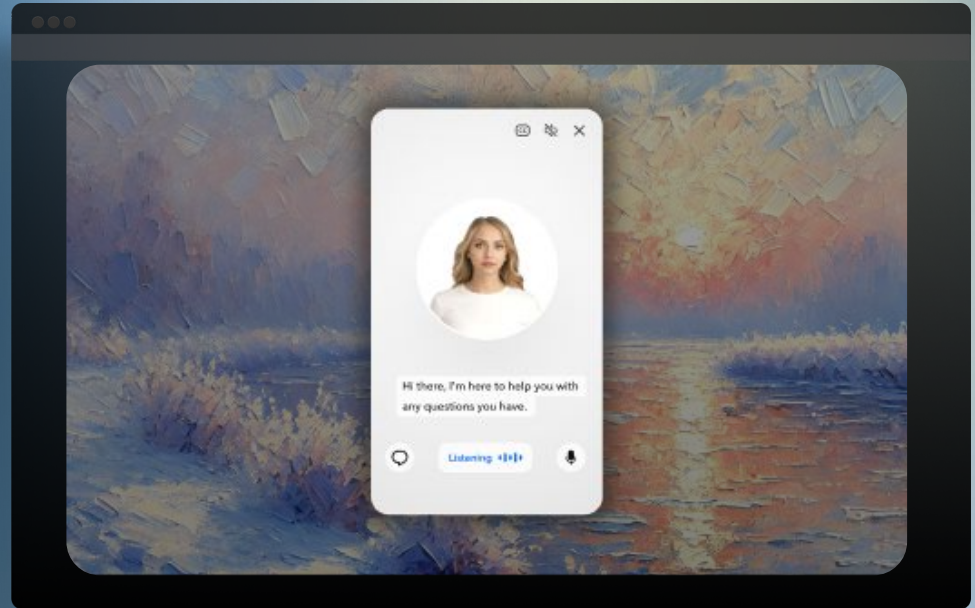 Hi there, I'm here to help you with
any questions you have.
Listening